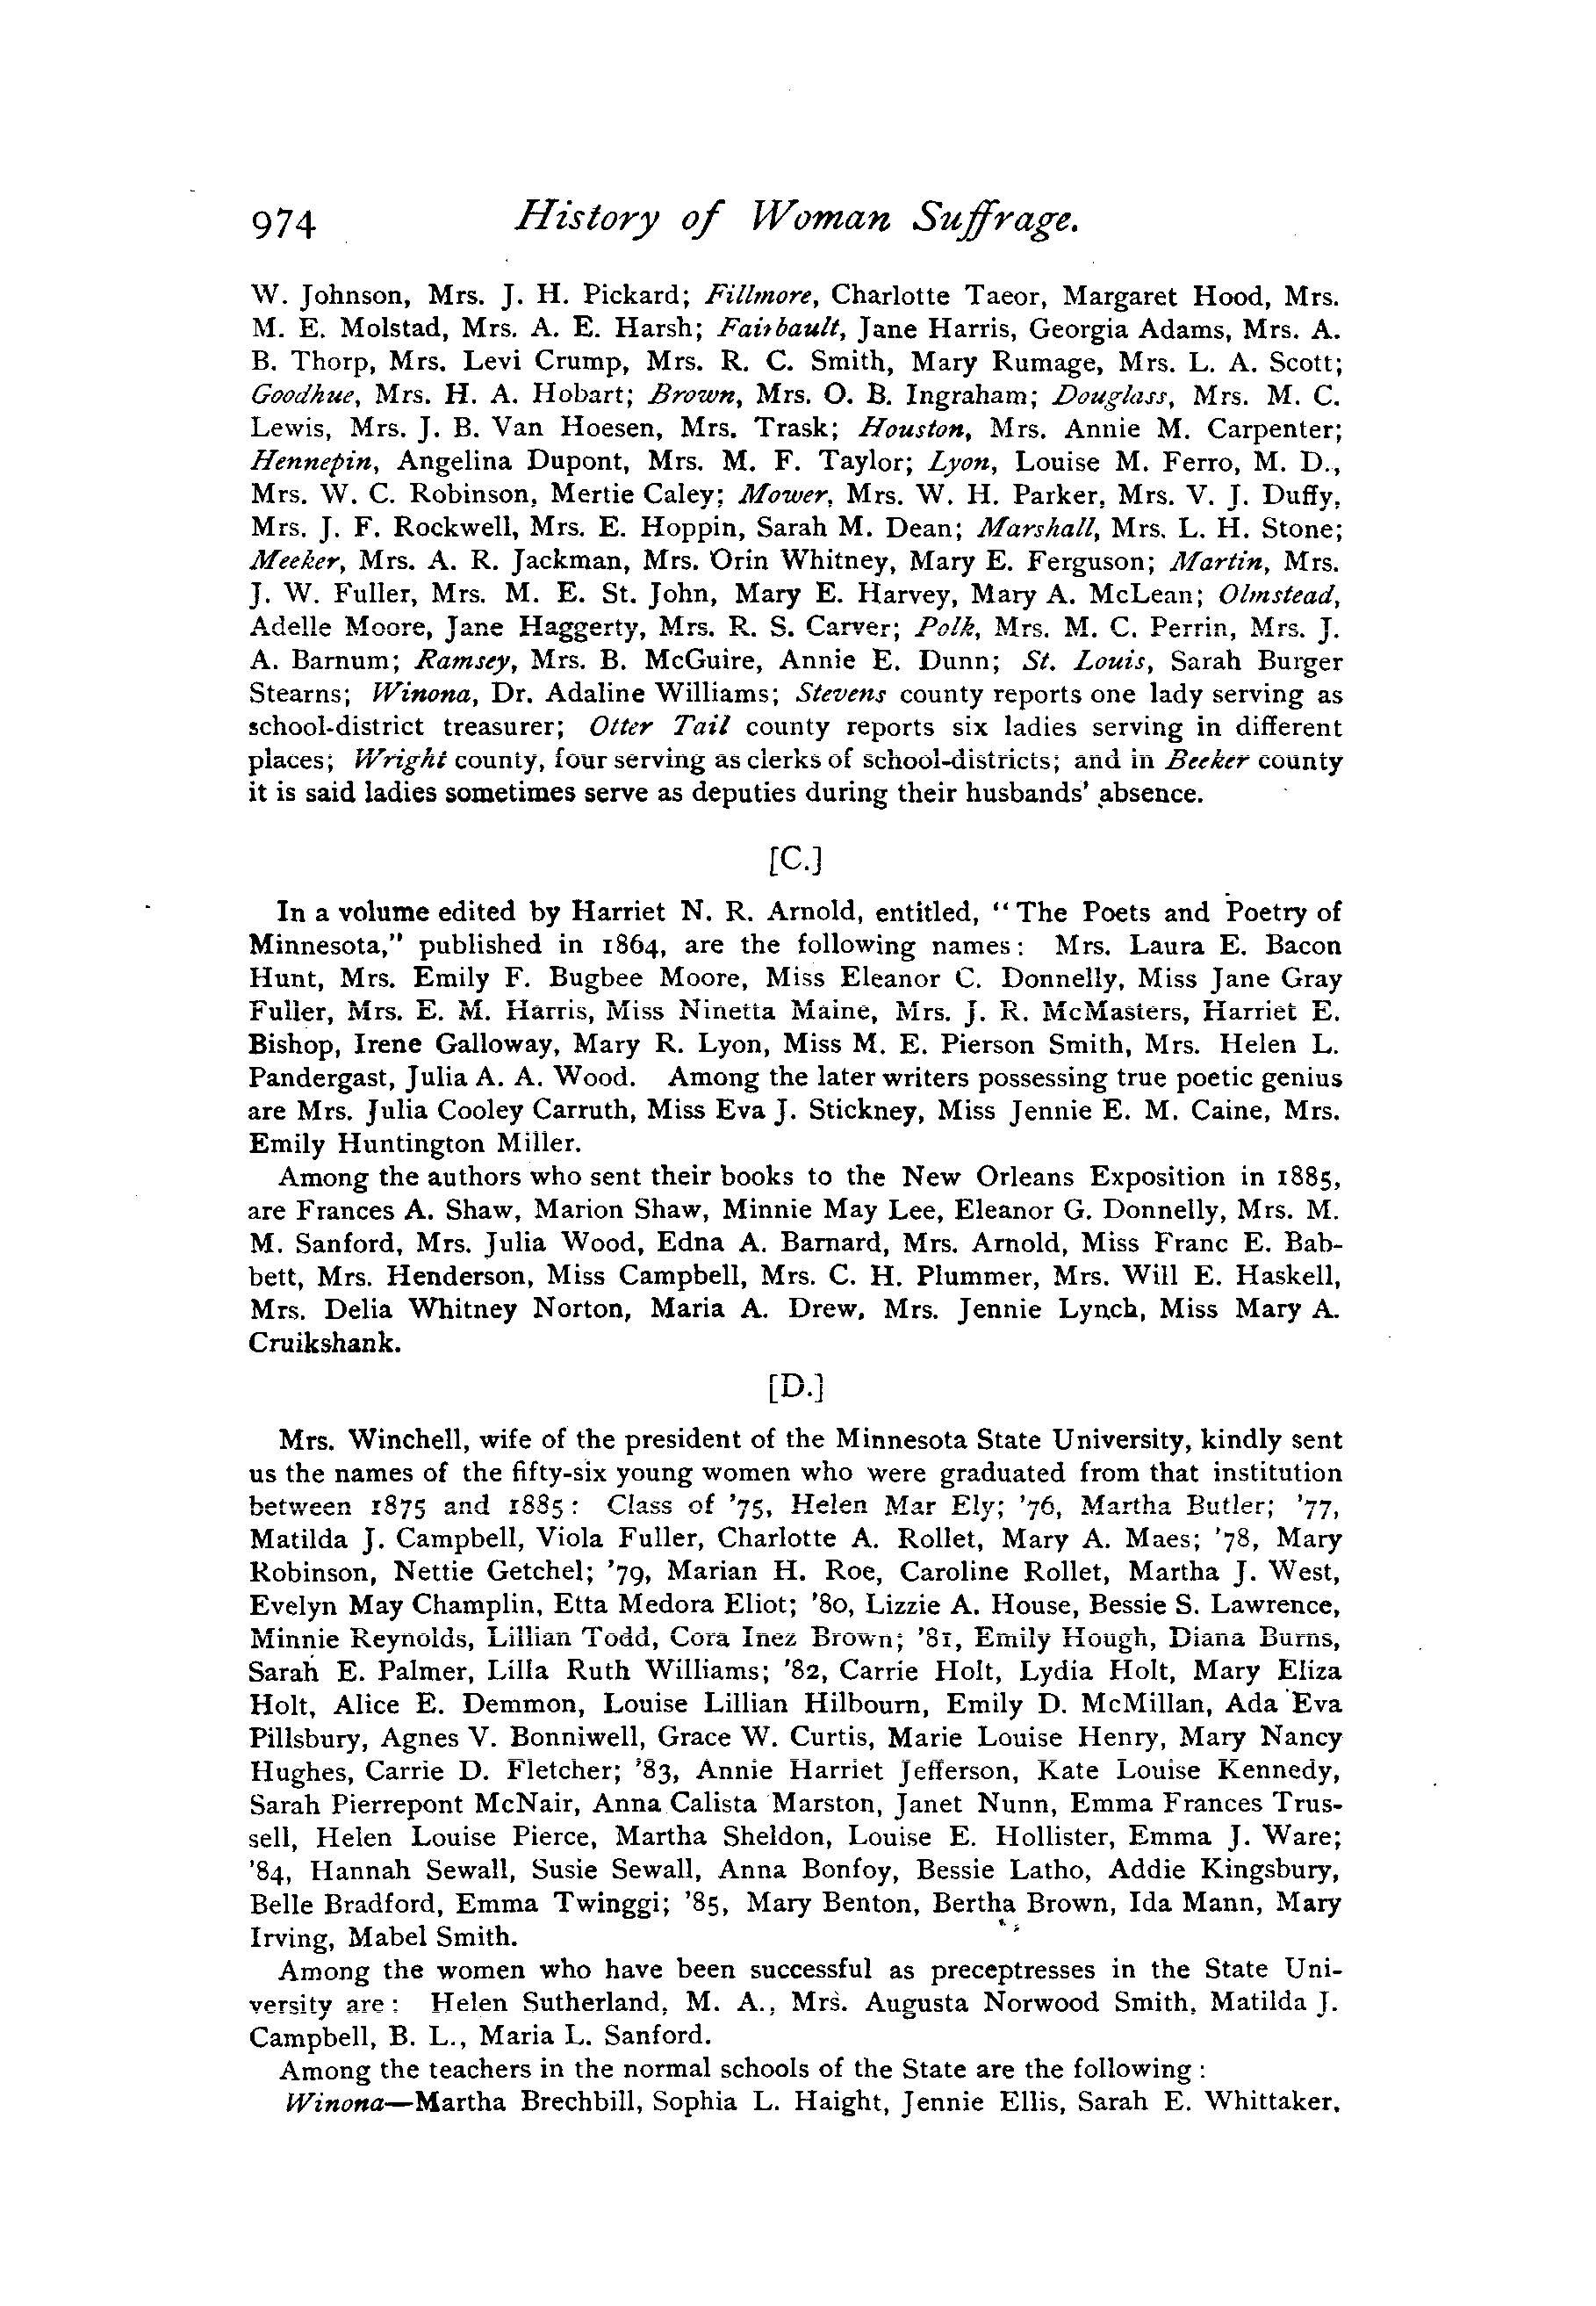 974 History of Woman Suffrage.
W. Johnson, Mrs. J. H. Pickard; Fillmore, Charlotte Taeor, Margaret Hood, Mrs.
M. E. Molstad, Mrs. A. E. Harsh; Fairbault, Jane Harris, Georgia Adams, Mrs. A.
B. Thorp, Mrs. Levi Crump, Mrs. R. C. Smith, Mary Rumage, Mrs. L. A. Scott;
Goodhue, Mrs. H. A. Hobart; Brown, Mrs. O. B. Ingraham; Douglass, Mrs. M. C.
Lewis, Mrs. J. B. Van Hoesen, Mrs. Trask; Houston, Mrs. Annie M. Carpenter;
Hennepin, Angelina Dupont, Mrs. M. F. Taylor; Lyon, Louise M. Ferro, M. D.,
Mrs. W. C. Robinson, Mertie Caley; Mower, Mrs. W. H. Parker, Mrs. V. J. Duffy,
Mrs. J. F. Rockwell, Mrs. E. Hoppin, Sarah M. Dean; Marshall, Mrs. L. H. Stone;
Meeker, Mrs. A. R. Jackman, Mrs. Orin Whitney, Mary E. Ferguson; Martin, Mrs.
J. W. Fuller, Mrs. M. E. St. John, Mary E. Harvey, Mary A. McLean; Olmstead,
Adelle Moore, Jane Haggerty, Mrs. R. S. Carver; Polk, Mrs. M. C. Perrin, Mrs. J.
A. Barnum; Ramsey, Mrs. B. McGuire, Annie E. Dunn; St. Louis, Sarah Burger
Stearns; Winona, Dr. Adaline Williams; Stevens county reports one lady serving as
school-district treasurer; Otter Tail county reports six ladies serving in different
places; Wright county, four serving as clerks of school-districts; and in Beeker county
it is said ladies sometimes serve as deputies during their husbands' absence.
[C.]
In a volume edited by Harriet N. R. Arnold, entitled, "The Poets and Poetry of
Minnesota," published in 1864, are the following names: Mrs. Laura E. Bacon
Hunt, Mrs. Emily F. Bugbee Moore, Miss Eleanor C. Donnelly, Miss Jane Gray
Fuller, Mrs. E. M. Harris, Miss Ninetta Maine, Mrs. J. R. McMasters, Harriet E.
Bishop, Irene Galloway, Mary R. Lyon, Miss M. E. Pierson Smith, Mrs. Helen L.
Pandergast, Julia A. A. Wood. Among the later writers possessing true poetic genius
are Mrs. Julia Cooley Carruth, Miss Eva J. Stickney, Miss Jennie E. M. Caine, Mrs.
Emily Huntington Miller.
Among the authors who sent their books to the New Orleans Exposition in 1885,
are Frances A. Shaw, Marion Shaw, Minnie May Lee, Eleanor G. Donnelly, Mrs. M.
M. Sanford, Mrs. Julia Wood, Edna A. Barnard, Mrs. Arnold, Miss Franc E. Bab-
bett, Mrs. Henderson, Miss Campbell, Mrs. C. H. Plummer, Mrs. Will E. Haskell,
Mrs. Delia Whitney Norton, Maria A. Drew, Mrs. Jennie Lynch, Miss Mary A.
Cruikshank.
[D.]
Mrs. Winchell, wife of the president of the Minnesota State University, kindly sent
us the names of the fifty-six young women who were graduated from that institution
between 1875 and 1885: Class of '75, Helen Mar Ely; '76, Martha Butler; '77,
Matilda J. Campbell, Viola Fuller, Charlotte A. Rollet, Mary A. Maes; '78, Mary
Robinson, Nettie Getchel; '79, Marian H. Roe, Caroline Rollet, Martha J. West,
Evelyn May Champlin, Etta Medora Eliot; '80, Lizzie A. House, Bessie S. Lawrence,
Minnie Reynolds, Lillian Todd, Cora Inez Brown; '81, Emily Hough, Diana Burns,
Sarah E. Palmer, Lilla Ruth Williams; '82, Carrie Holt, Lydia Holt, Mary Eliza
Holt, Alice E. Demmon, Louise Lillian Hilbourn, Emily D. McMillan, Ada Eva
Pillsbury, Agnes V. Bonniwell, Grace W. Curtis, Marie Louise Henry, Mary Nancy
Hughes, Carrie D. Fletcher; '83, Annie Harriet Jefferson, Kate Louise Kennedy,
Sarah Pierrepont McNair, Anna Calista Marston, Janet Nunn, Emma Frances Trus-
sell, Helen Louise Pierce, Martha Sheldon, Louise E. Hollister, Emma J. Ware;
'84, Hannah Sewall, Susie Sewall, Anna Bonfoy, Bessie Latho, Addie Kingsbury,
Belle Bradford, Emma Twinggi; '85, Mary Benton, Bertha Brown, Ida Mann, Mary
Irving, Mabel Smith.
Among the women who have been successful as preceptresses in the State Uni-
versity are: Helen Sutherland, M. A., Mrs. Augusta Norwood Smith, Matilda J.
Campbell, B. L., Maria L. Sanford.
Among the teachers in the normal schools of the State are the following:
Winona—Martha Brechbill, Sophia L. Haight, Jennie Ellis, Sarah E. Whittaker,